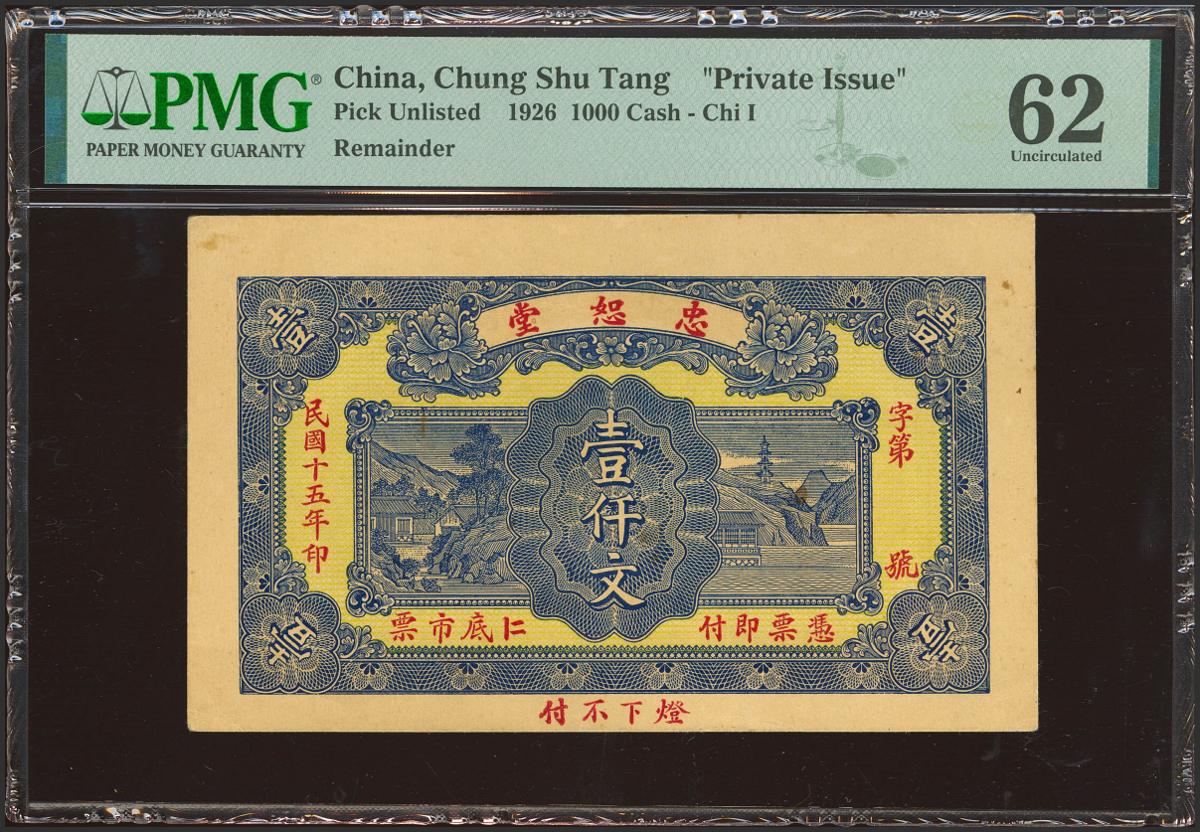 PMG®
PAPER MONEY GUARANTY
China, Chung Shu Tang "Private Issue"
Pick Unlisted 1926 1000 Cash - Chi I
Remainder
62
Uncirculated
忠恕堂
壹
壹
字第
號
壹仟文
民國十五年印
憑票即付
仁底市票
壹
壹
燈下不付